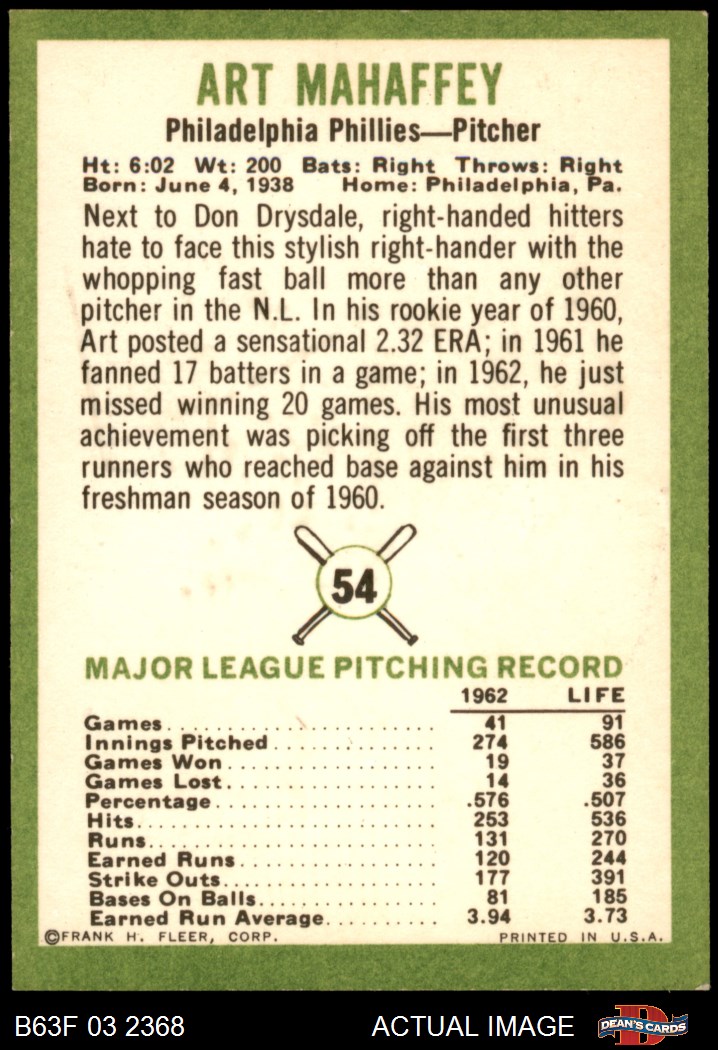 ART MAHAFFEY
Philadelphia Phillies—Pitcher
Ht: 6:02 Wt: 200 Bats: Right Throws: Right
Born: June 4, 1938 Home: Philadelphia, Pa.
Next to Don Drysdale, right-handed hitters
hate to face this stylish right-hander with the
whopping fast ball more than any other
pitcher in the N.L. In his rookie year of 1960,
Art posted a sensational 2.32 ERA; in 1961 he
fanned 17 batters in a game; in 1962, he just
missed winning 20 games. His most unusual
achievement was picking off the first three
runners who reached base against him in his
freshman season of 1960.
54
MAJOR LEAGUE PITCHING RECORD
1962 LIFE
Games 41 91
Innings Pitched 274 586
Games Won 19 37
Games Lost 14 36
Percentage .576 .507
Hits 253 536
Runs 131 270
Earned Runs 120 244
Strike Outs 177 391
Bases On Balls 81 185
Earned Run Average 3.94 3.73
©FRANK H. FLEER, CORP. PRINTED IN U.S.A.
B63F 03 2368 ACTUAL IMAGE D DEAN'S CARDS